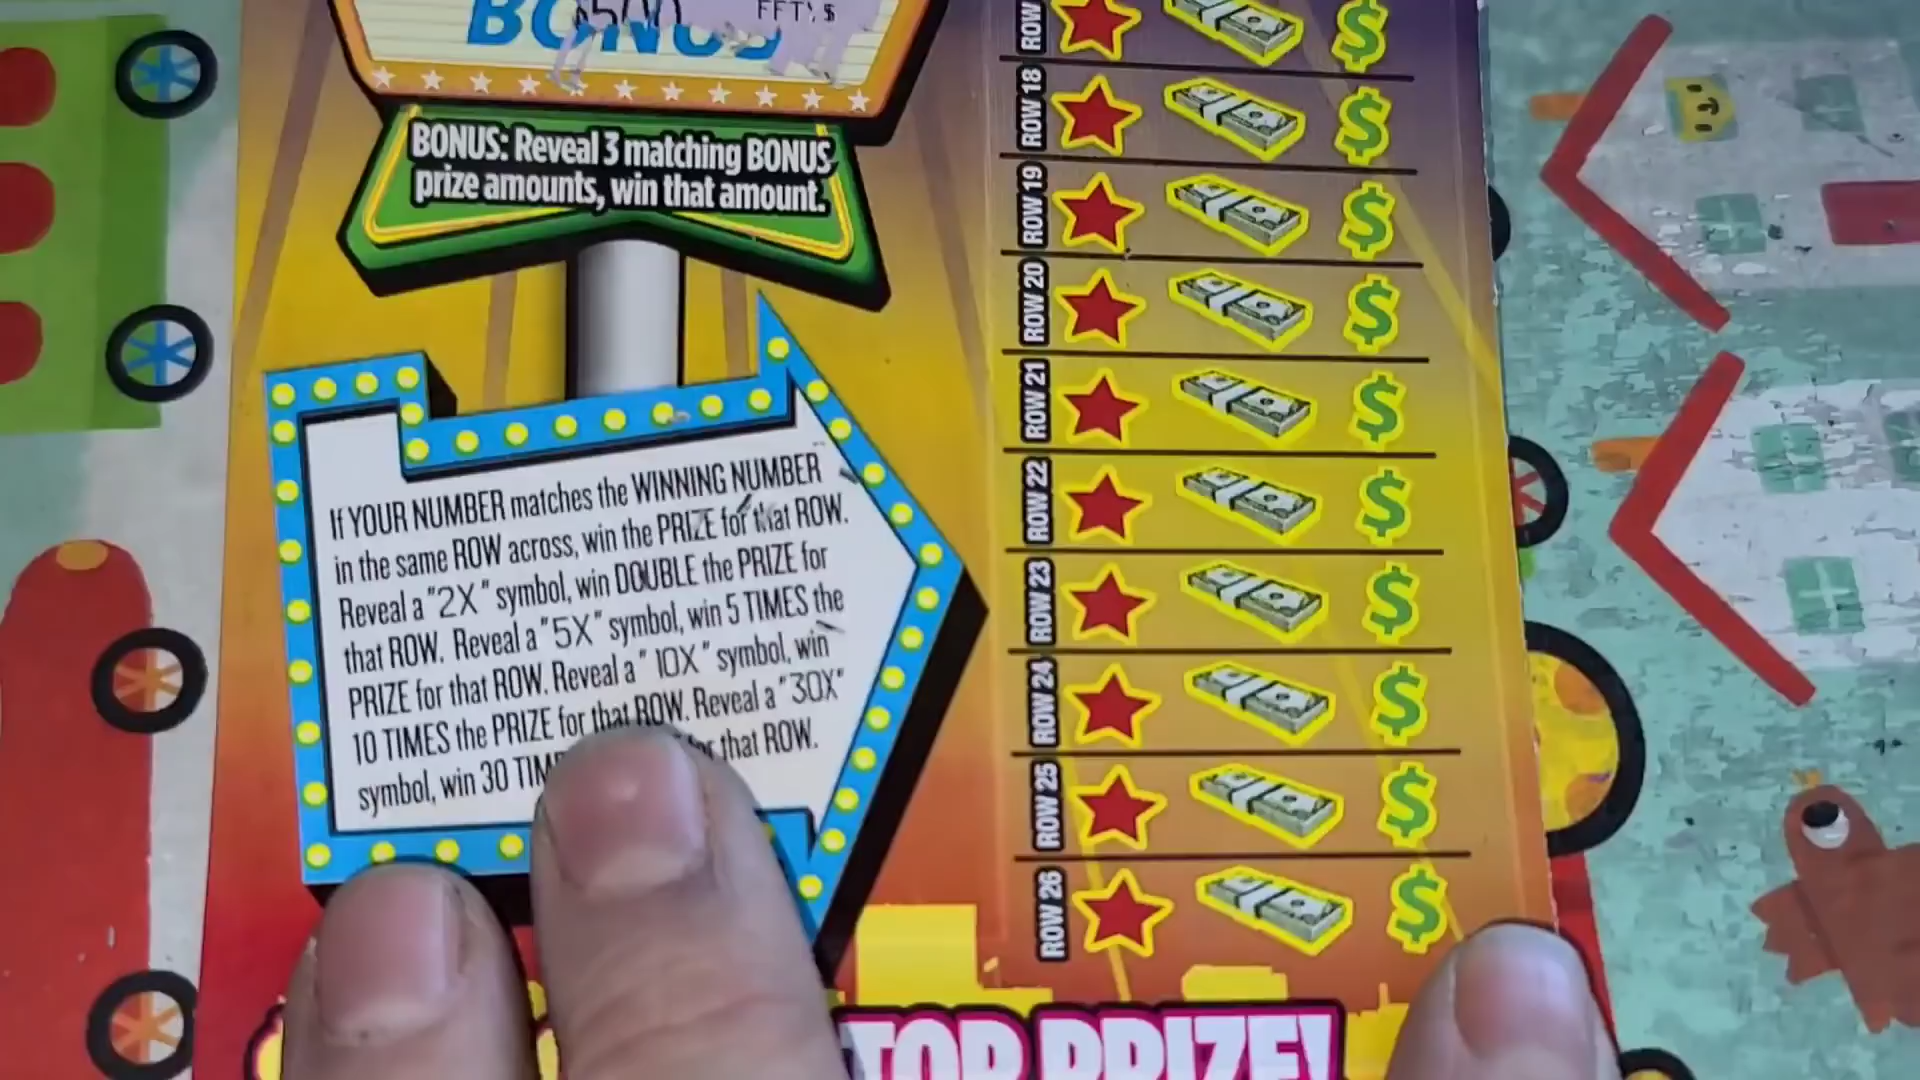 BONUS
$500
BONUS: Reveal 3 matching BONUS
prize amounts, win that amount.
If YOUR NUMBER matches the WINNING NUMBER
in the same ROW across, win the PRIZE for that ROW.
Reveal a "2X" symbol, win DOUBLE the PRIZE for
that ROW. Reveal a "5X" symbol, win 5 TIMES the
PRIZE for that ROW. Reveal a "10X" symbol, win
10 TIMES the PRIZE for that ROW. Reveal a "30X"
symbol, win 30 for that ROW.
ROW
ROW 18
ROW 19
ROW 20
ROW 21
ROW 22
ROW 23
ROW 24
ROW 25
ROW 26
TOP PRIZE!